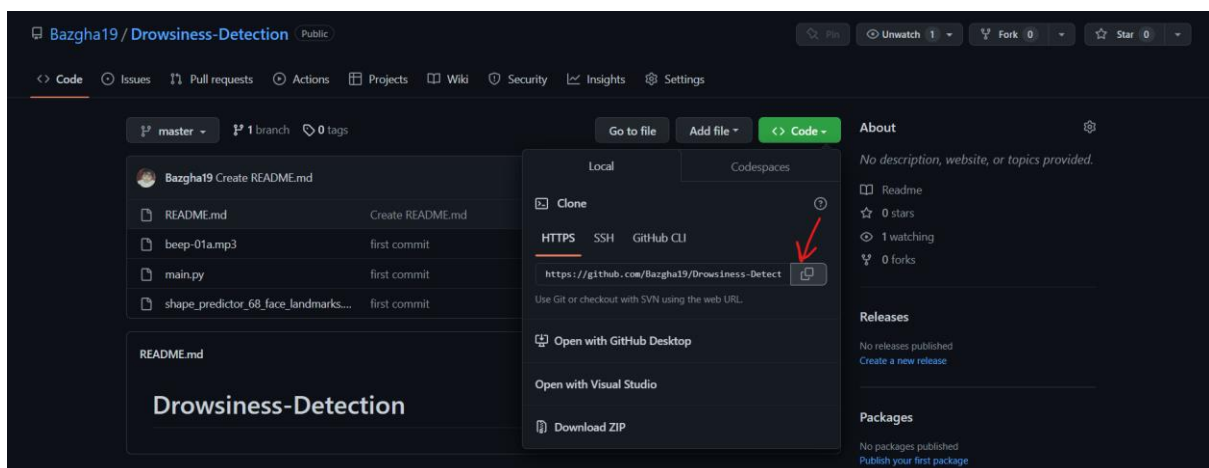 Bazgha19 / Drowsiness-Detection Public
Pin
Unwatch 1
Fork 0
Star 0
<> Code
Issues
Pull requests
Actions
Projects
Wiki
Security
Insights
Settings
master
1 branch
0 tags
Go to file
Add file
<> Code
Bazgha19 Create README.md
README.md Create README.md
beep-01a.mp3 first commit
main.py first commit
shape_predictor_68_face_landmarks.... first commit
README.md
Drowsiness-Detection
Local
Codespaces
Clone
HTTPS
SSH
GitHub CLI
https://github.com/Bazgha19/Drowsiness-Detect
Use Git or checkout with SVN using the web URL.
Open with GitHub Desktop
Open with Visual Studio
Download ZIP
About
No description, website, or topics provided.
Readme
0 stars
1 watching
0 forks
Releases
No releases published
Create a new release
Packages
No packages published
Publish your first package